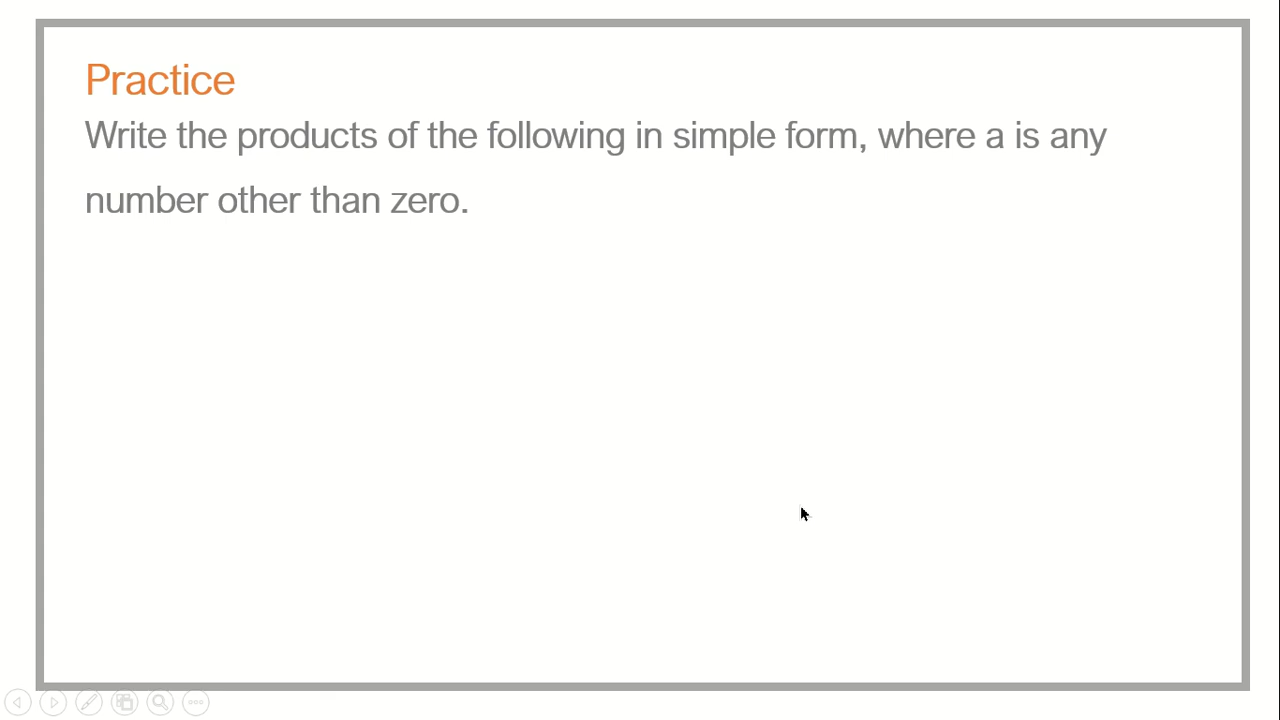 Practice
Write the products of the following in simple form, where a is any
number other than zero.